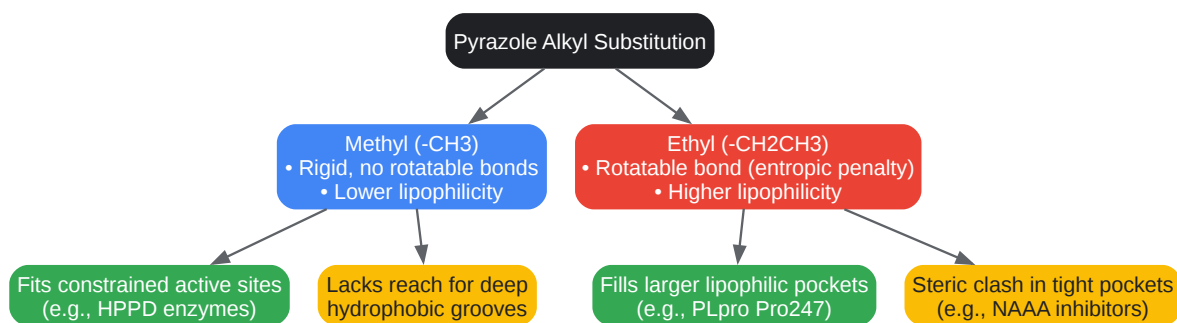 Pyrazole Alkyl Substitution
Methyl (-CH3)
• Rigid, no rotatable bonds
• Lower lipophilicity
Ethyl (-CH2CH3)
• Rotatable bond (entropic penalty)
• Higher lipophilicity
Fits constrained active sites
(e.g., HPPD enzymes)
Lacks reach for deep
hydrophobic grooves
Fills larger lipophilic pockets
(e.g., PLpro Pro247)
Steric clash in tight pockets
(e.g., NAAA inhibitors)